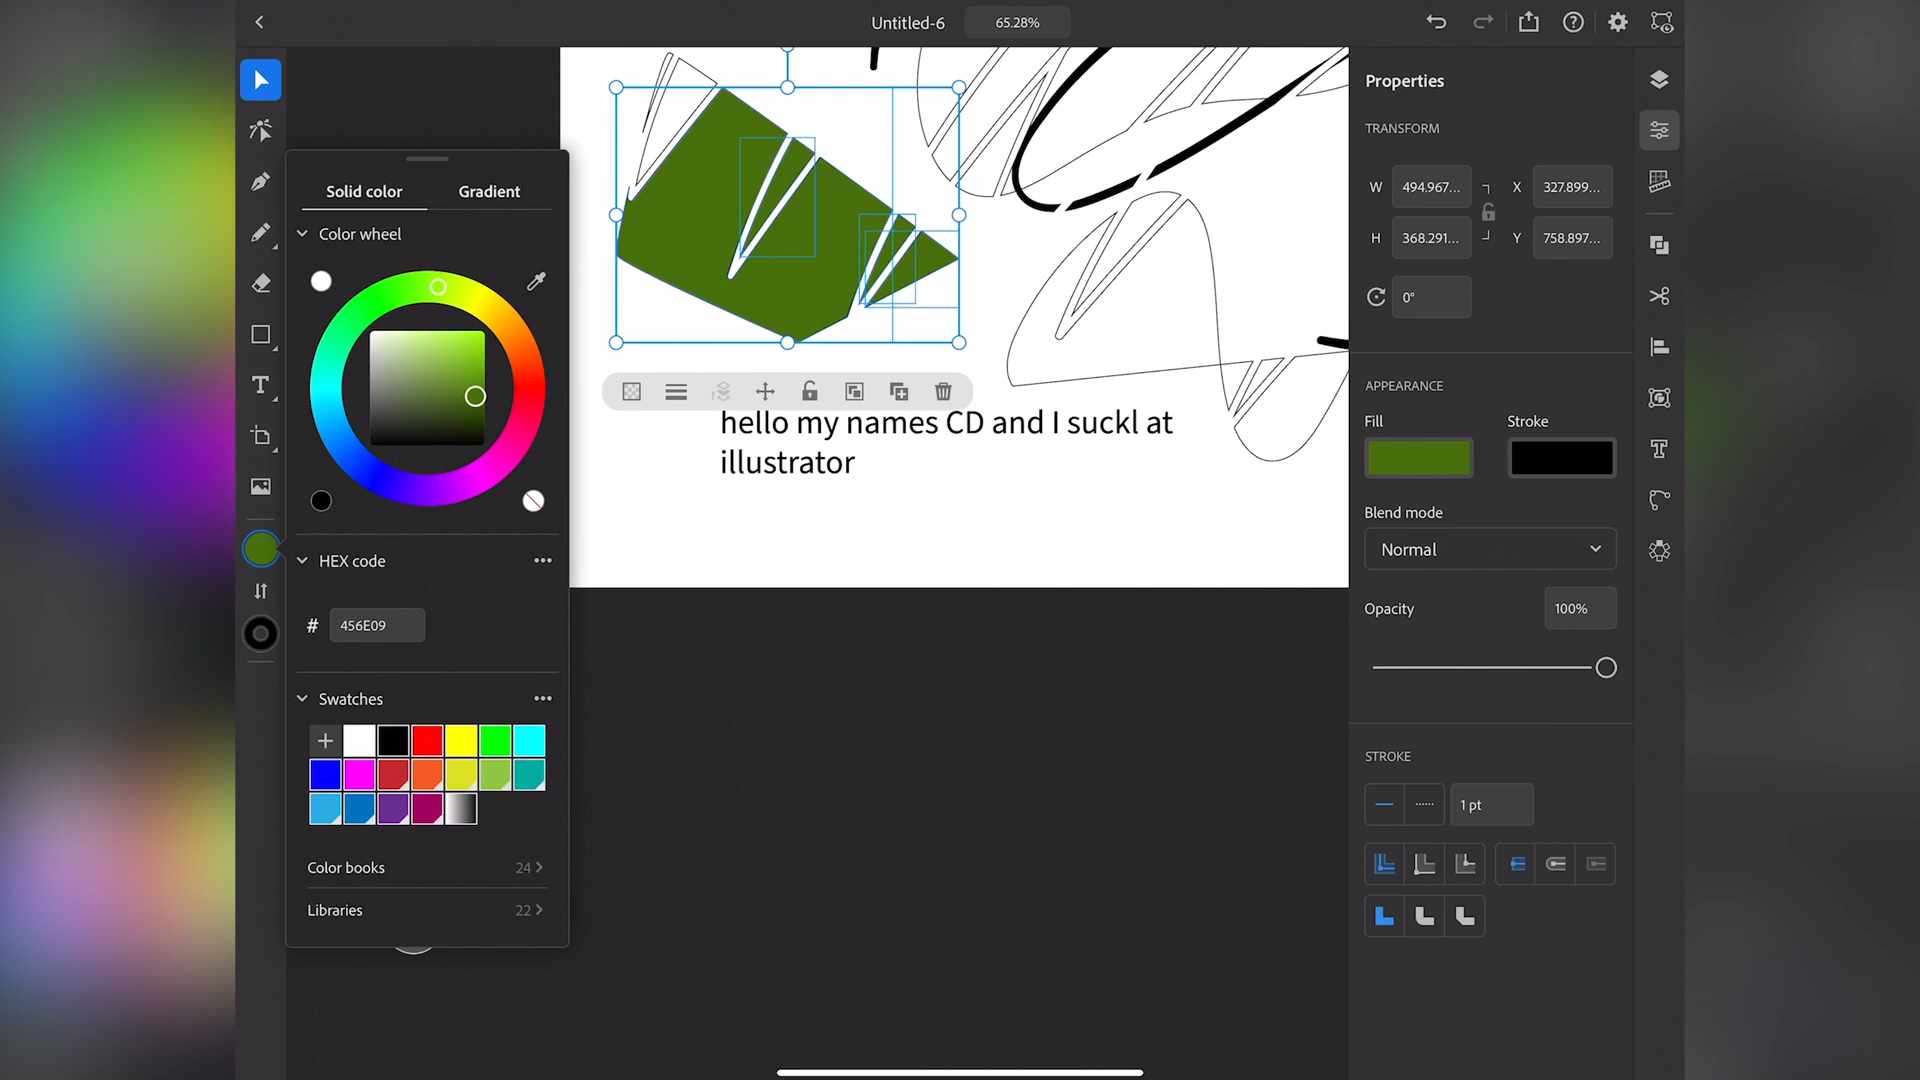 Untitled-6
65.28%
Properties
TRANSFORM
W
494.967...
X
327.899...
H
368.291...
Y
758.897...
0°
APPEARANCE
Fill
Stroke
Blend mode
Normal
Opacity
100%
STROKE
1 pt
Solid color
Gradient
Color wheel
HEX code
# 456E09
Swatches
Color books
24
Libraries
22
hello my names CD and I suckl at
illustrator